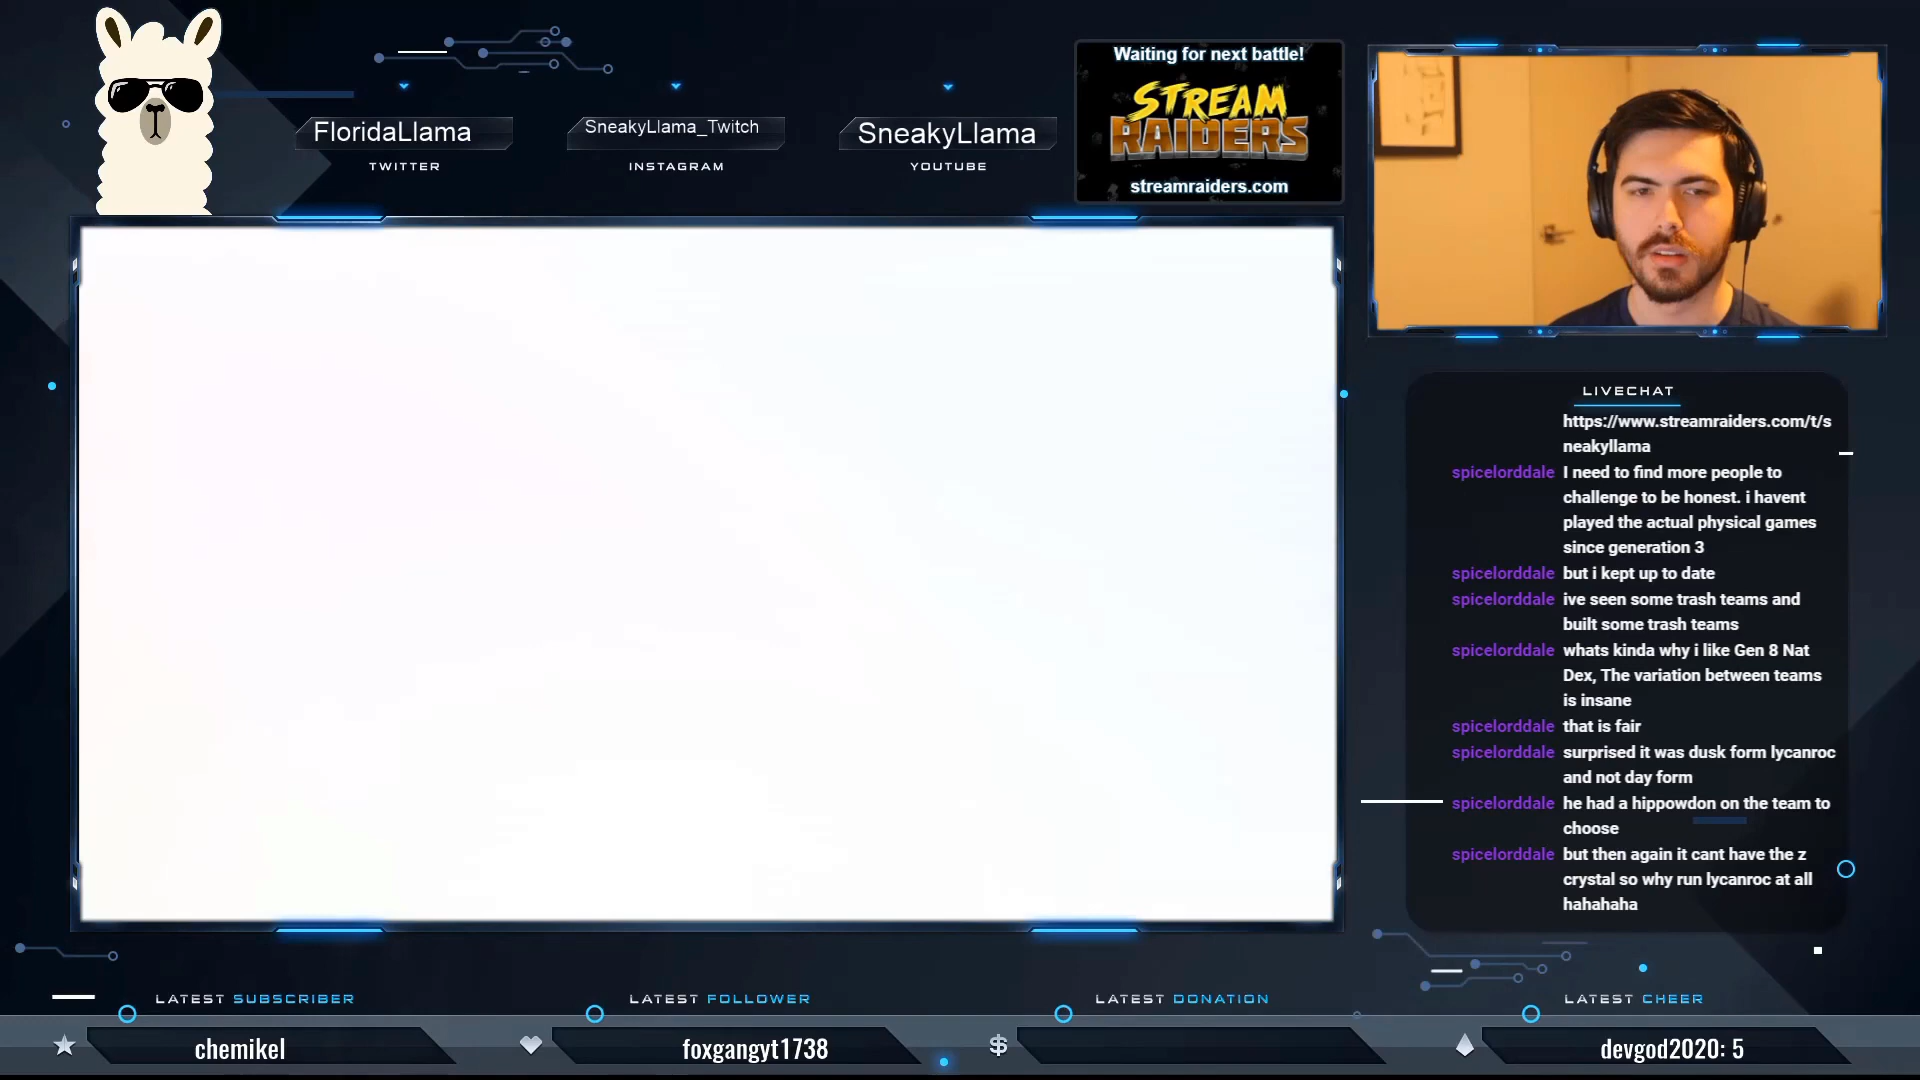 Waiting for next battle!
STREAM
RAIDERS
streamraiders.com
FloridaLlama
TWITTER
SneakyLlama_Twitch
INSTAGRAM
SneakyLlama
YOUTUBE
LIVECHAT
https://www.streamraiders.com/t/s
neakyllama
spicelorddale I need to find more people to
challenge to be honest. i havent
played the actual physical games
since generation 3
spicelorddale but i kept up to date
spicelorddale ive seen some trash teams and
built some trash teams
spicelorddale whats kinda why i like Gen 8 Nat
Dex, The variation between teams
is insane
spicelorddale that is fair
spicelorddale surprised it was dusk form lycanroc
and not day form
spicelorddale he had a hippowdon on the team to
choose
spicelorddale but then again it cant have the z
crystal so why run lycanroc at all
hahahaha
LATEST SUBSCRIBER
chemikel
LATEST FOLLOWER
foxgangyt1738
LATEST DONATION
$
LATEST CHEER
devgod2020: 5